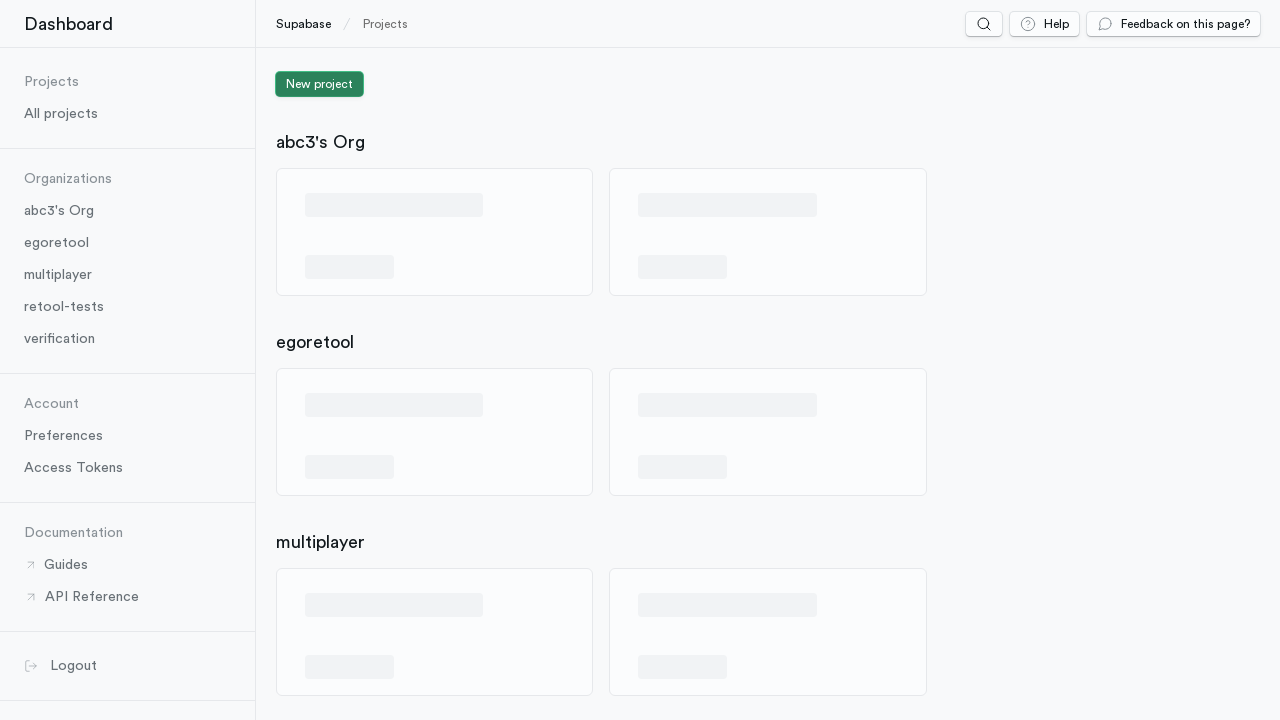 Dashboard
Supabase / Projects
Help
Feedback on this page?
Projects
All projects
Organizations
abc3's Org
egoretool
multiplayer
retool-tests
verification
Account
Preferences
Access Tokens
Documentation
Guides
API Reference
Logout
New project
abc3's Org
egoretool
multiplayer